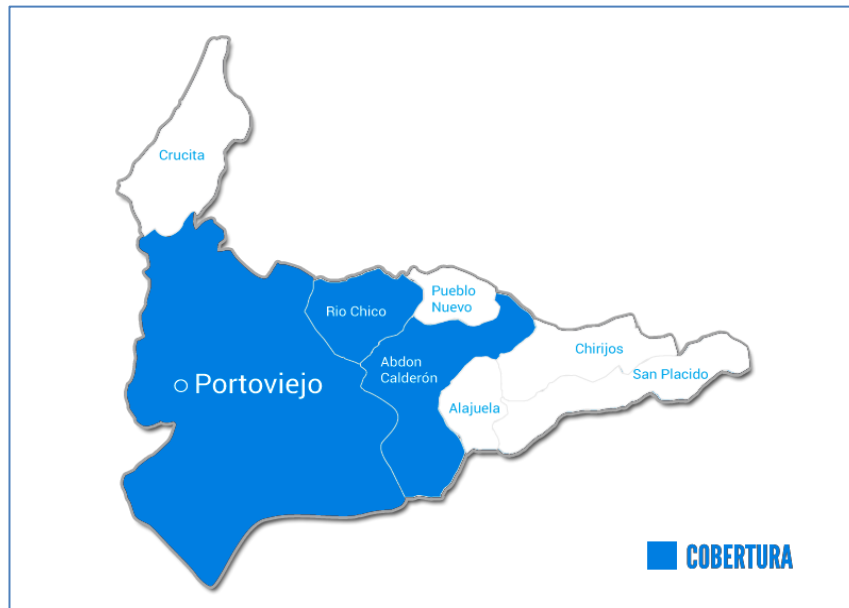 Crucita
Pueblo
Nuevo
Rio Chico
Chirijos
Abdon
Calderón
San Placido
Portoviejo
Alajuela
COBERTURA